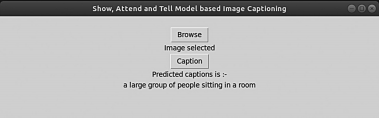 Show, Attend and Tell Model based Image Captioning
Browse
Image selected
Caption
Predicted captions is :-
a large group of people sitting in a room